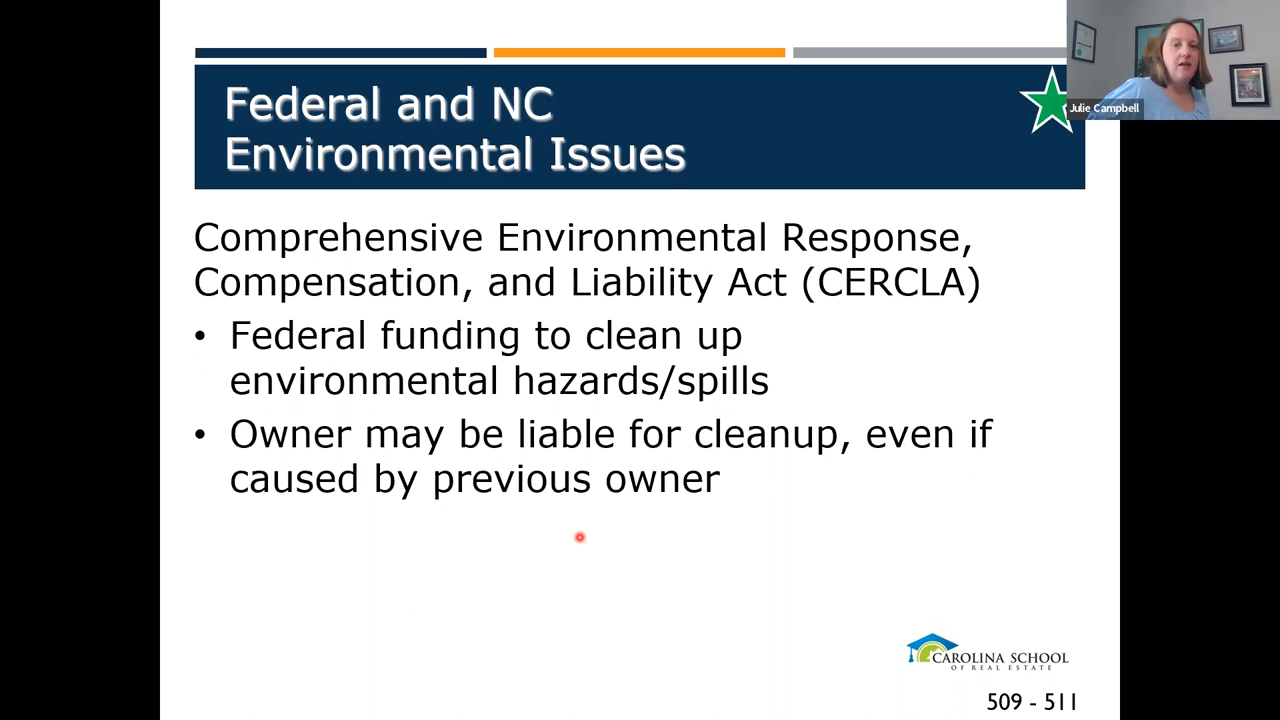 Federal and NC
Environmental Issues
Julie Campbell
Comprehensive Environmental Response,
Compensation, and Liability Act (CERCLA)
• Federal funding to clean up
environmental hazards/spills
• Owner may be liable for cleanup, even if
caused by previous owner
CAROLINA SCHOOL
OF REAL ESTATE
509 - 511